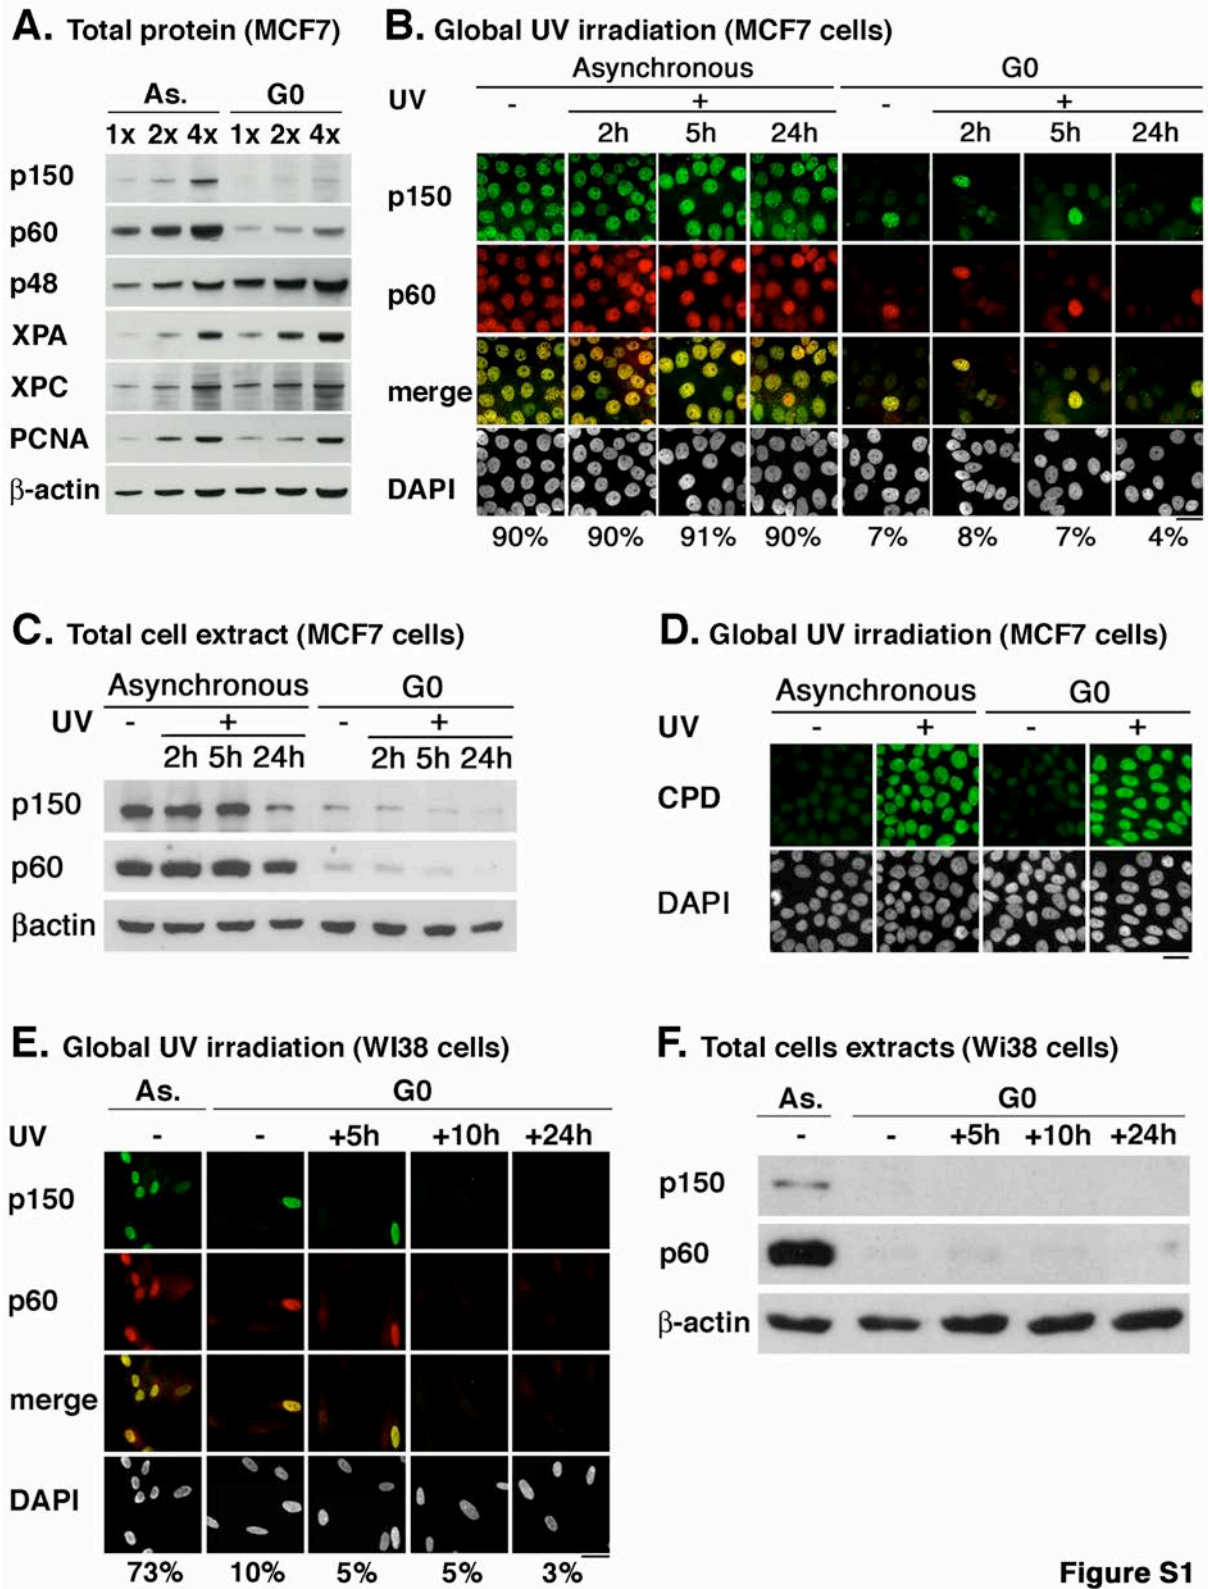 A. Total protein (MCF7)
As. G0
1x 2x 4x 1x 2x 4x
p150
p60
p48
XPA
XPC
PCNA
β-actin
B. Global UV irradiation (MCF7 cells)
Asynchronous G0
UV - + - +
2h 5h 24h 2h 5h 24h
p150
p60
merge
DAPI
90% 90% 91% 90% 7% 8% 7% 4%
C. Total cell extract (MCF7 cells)
Asynchronous G0
UV - + - +
2h 5h 24h 2h 5h 24h
p150
p60
βactin
D. Global UV irradiation (MCF7 cells)
Asynchronous G0
UV - + - +
CPD
DAPI
E. Global UV irradiation (WI38 cells)
As. G0
UV - - +5h +10h +24h
p150
p60
merge
DAPI
73% 10% 5% 5% 3%
F. Total cells extracts (Wi38 cells)
As. G0
- - +5h +10h +24h
p150
p60
β-actin
Figure S1